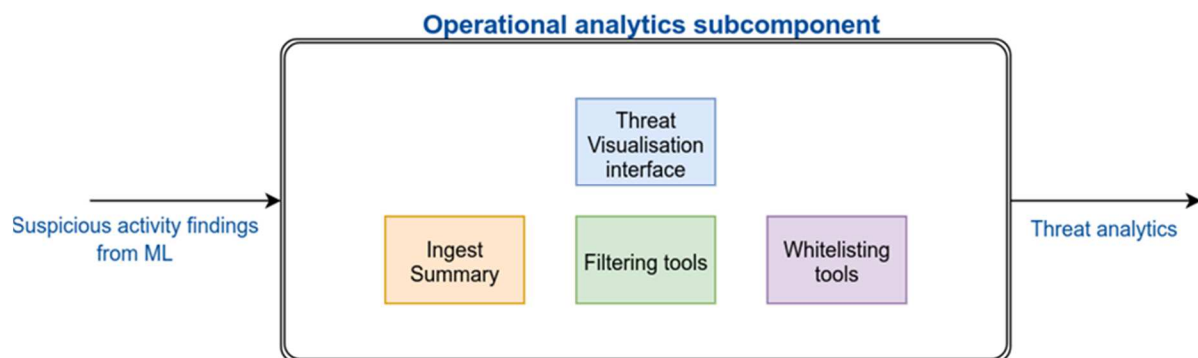 Operational analytics subcomponent
Threat
Visualisation
interface
Suspicious activity findings
from ML
Ingest
Summary
Filtering tools
Whitelisting
tools
Threat analytics